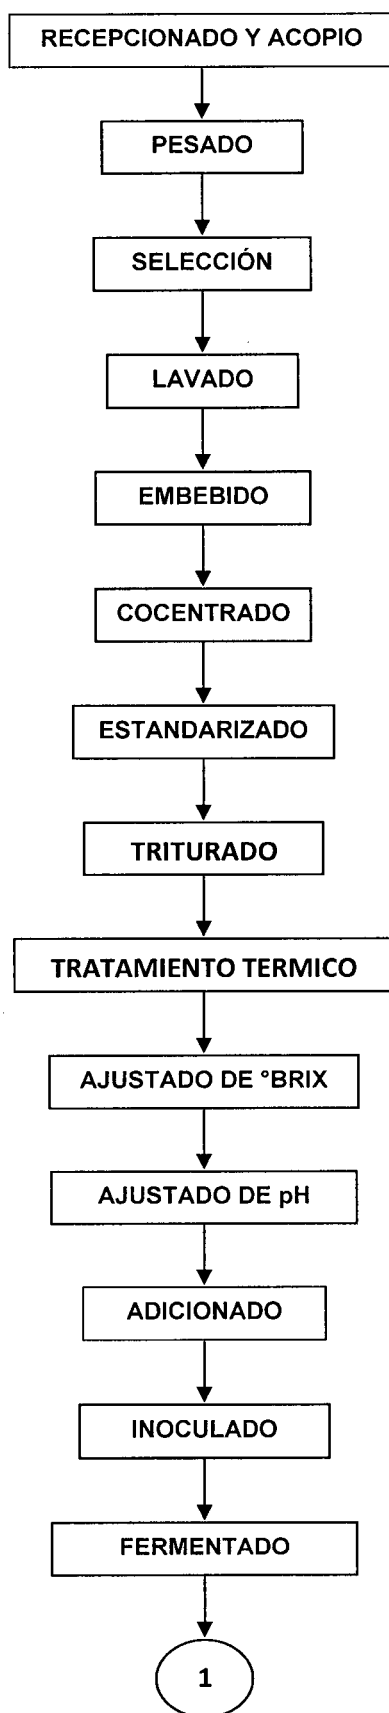 RECEPCIONADO Y ACOPIO
PESADO
SELECCIÓN
LAVADO
EMBEBIDO
COCENTRADO
ESTANDARIZADO
TRITURADO
TRATAMIENTO TERMICO
AJUSTADO DE °BRIX
AJUSTADO DE pH
ADICIONADO
INOCULADO
FERMENTADO
1